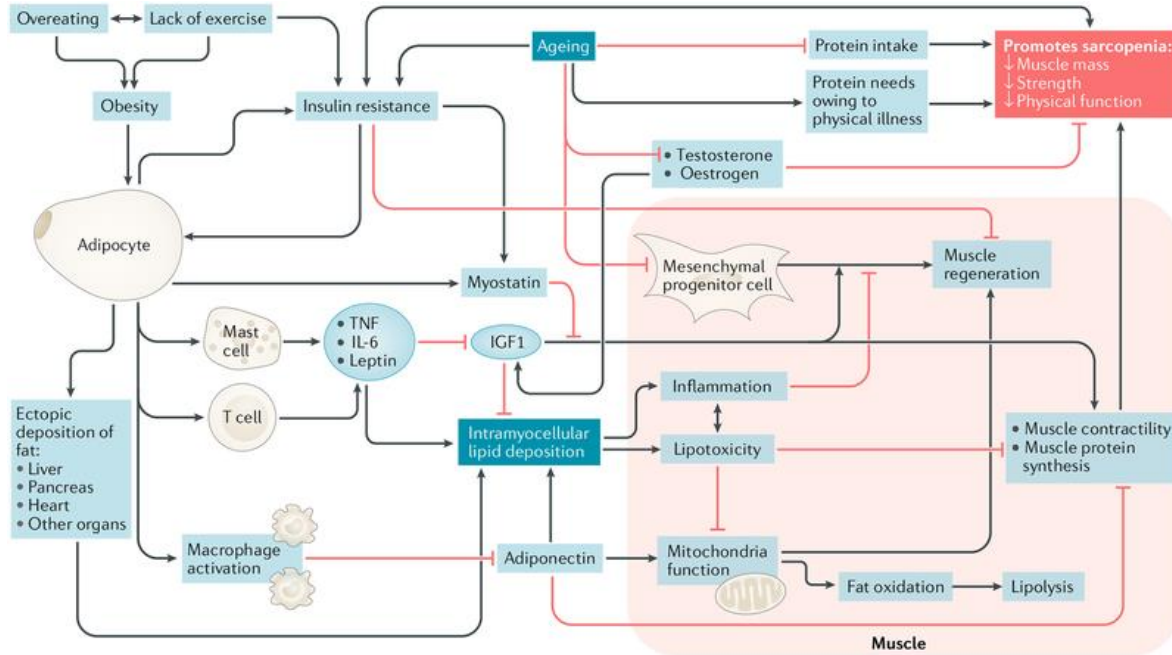 Overeating
Lack of exercise
Ageing
Protein intake
Promotes sarcopenia:
↓ Muscle mass
↓ Strength
↓ Physical function
Obesity
Insulin resistance
Protein needs
owing to
physical illness
• Testosterone
• Oestrogen
Adipocyte
Mesenchymal
progenitor cell
Muscle
regeneration
Myostatin
Mast
cell
• TNF
• IL-6
• Leptin
IGF1
T cell
Inflammation
Ectopic
deposition of
fat:
• Liver
• Pancreas
• Heart
• Other organs
Intramyocellular
lipid deposition
Lipotoxicity
• Muscle contractility
• Muscle protein
synthesis
Macrophage
activation
Adiponectin
Mitochondria
function
Fat oxidation
Lipolysis
Muscle